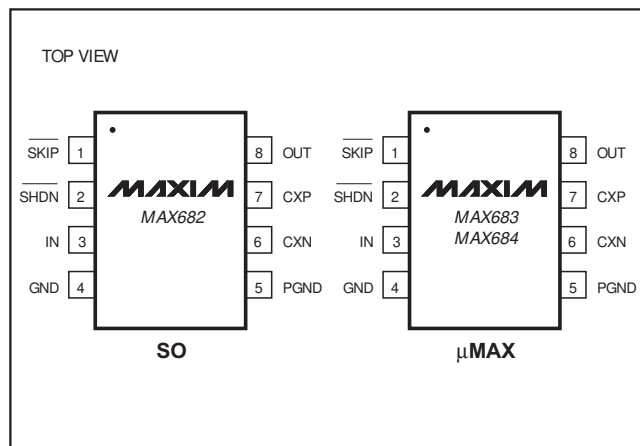 TOP VIEW
SKIP 1 8 OUT
SHDN 2 7 CXP
IN 3 6 CXN
GND 4 5 PGND
MAXIM
MAX682
SO
SKIP 1 8 OUT
SHDN 2 7 CXP
IN 3 6 CXN
GND 4 5 PGND
MAXIM
MAX683
MAX684
μMAX